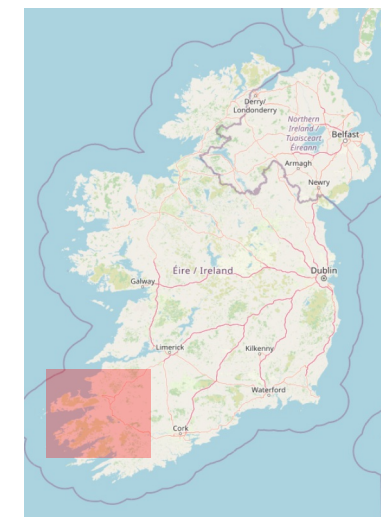 Derry/
Londonderry
Northern
Ireland /
Tuaisceart
Éireann
Belfast
Armagh
Newry
Éire / Ireland
Dublin
Galway
Limerick
Kilkenny
Waterford
Cork